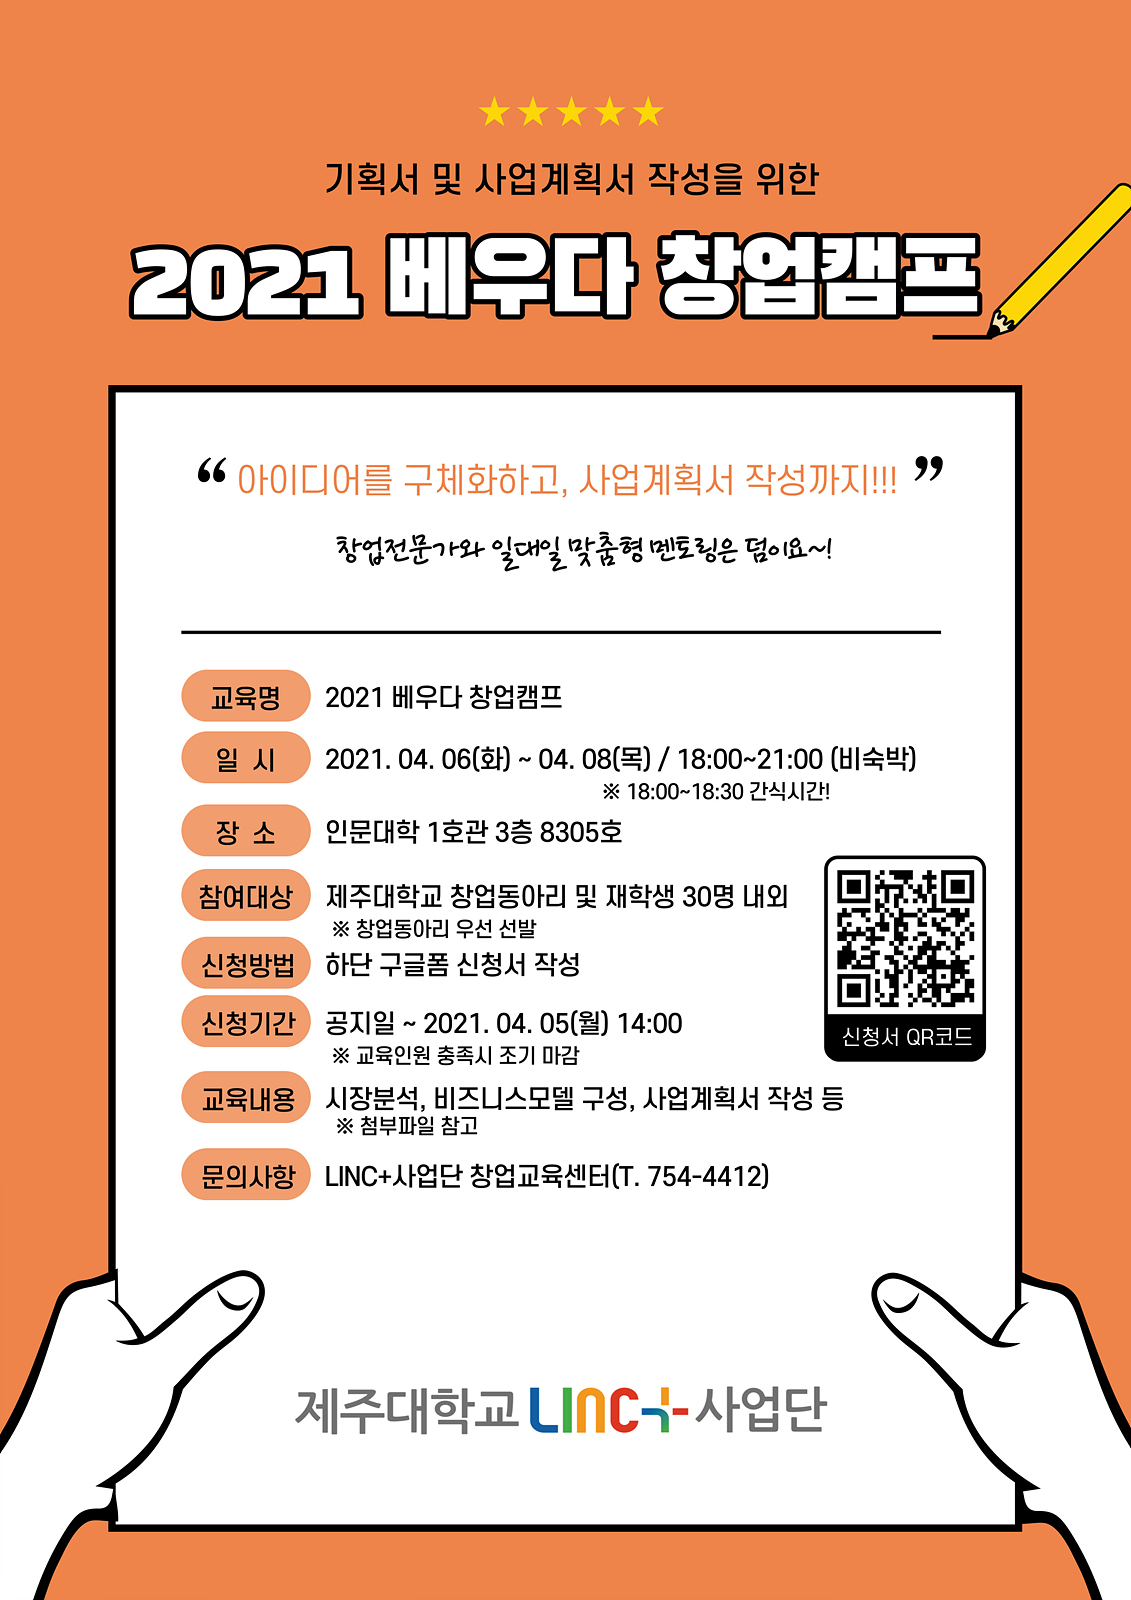 기획서 및 사업계획서 작성을 위한
2021 베우다 창업캠프
“ 아이디어를 구체화하고, 사업계획서 작성까지!!! ”
창업전문가와 일대일 맞춤형 멘토링은 덤이요~!
교육명 2021 베우다 창업캠프
일 시 2021. 04. 06(화) ~ 04. 08(목) / 18:00~21:00 (비숙박)
※ 18:00~18:30 간식시간!
장 소 인문대학 1호관 3층 8305호
참여대상 제주대학교 창업동아리 및 재학생 30명 내외
※ 창업동아리 우선 선발
신청방법 하단 구글폼 신청서 작성
신청기간 공지일 ~ 2021. 04. 05(월) 14:00
신청서 QR코드
※ 교육인원 충족시 조기 마감
교육내용 시장분석, 비즈니스모델 구성, 사업계획서 작성 등
※ 첨부파일 참고
문의사항 LINC+사업단 창업교육센터(T. 754-4412)
제주대학교 LINC+사업단